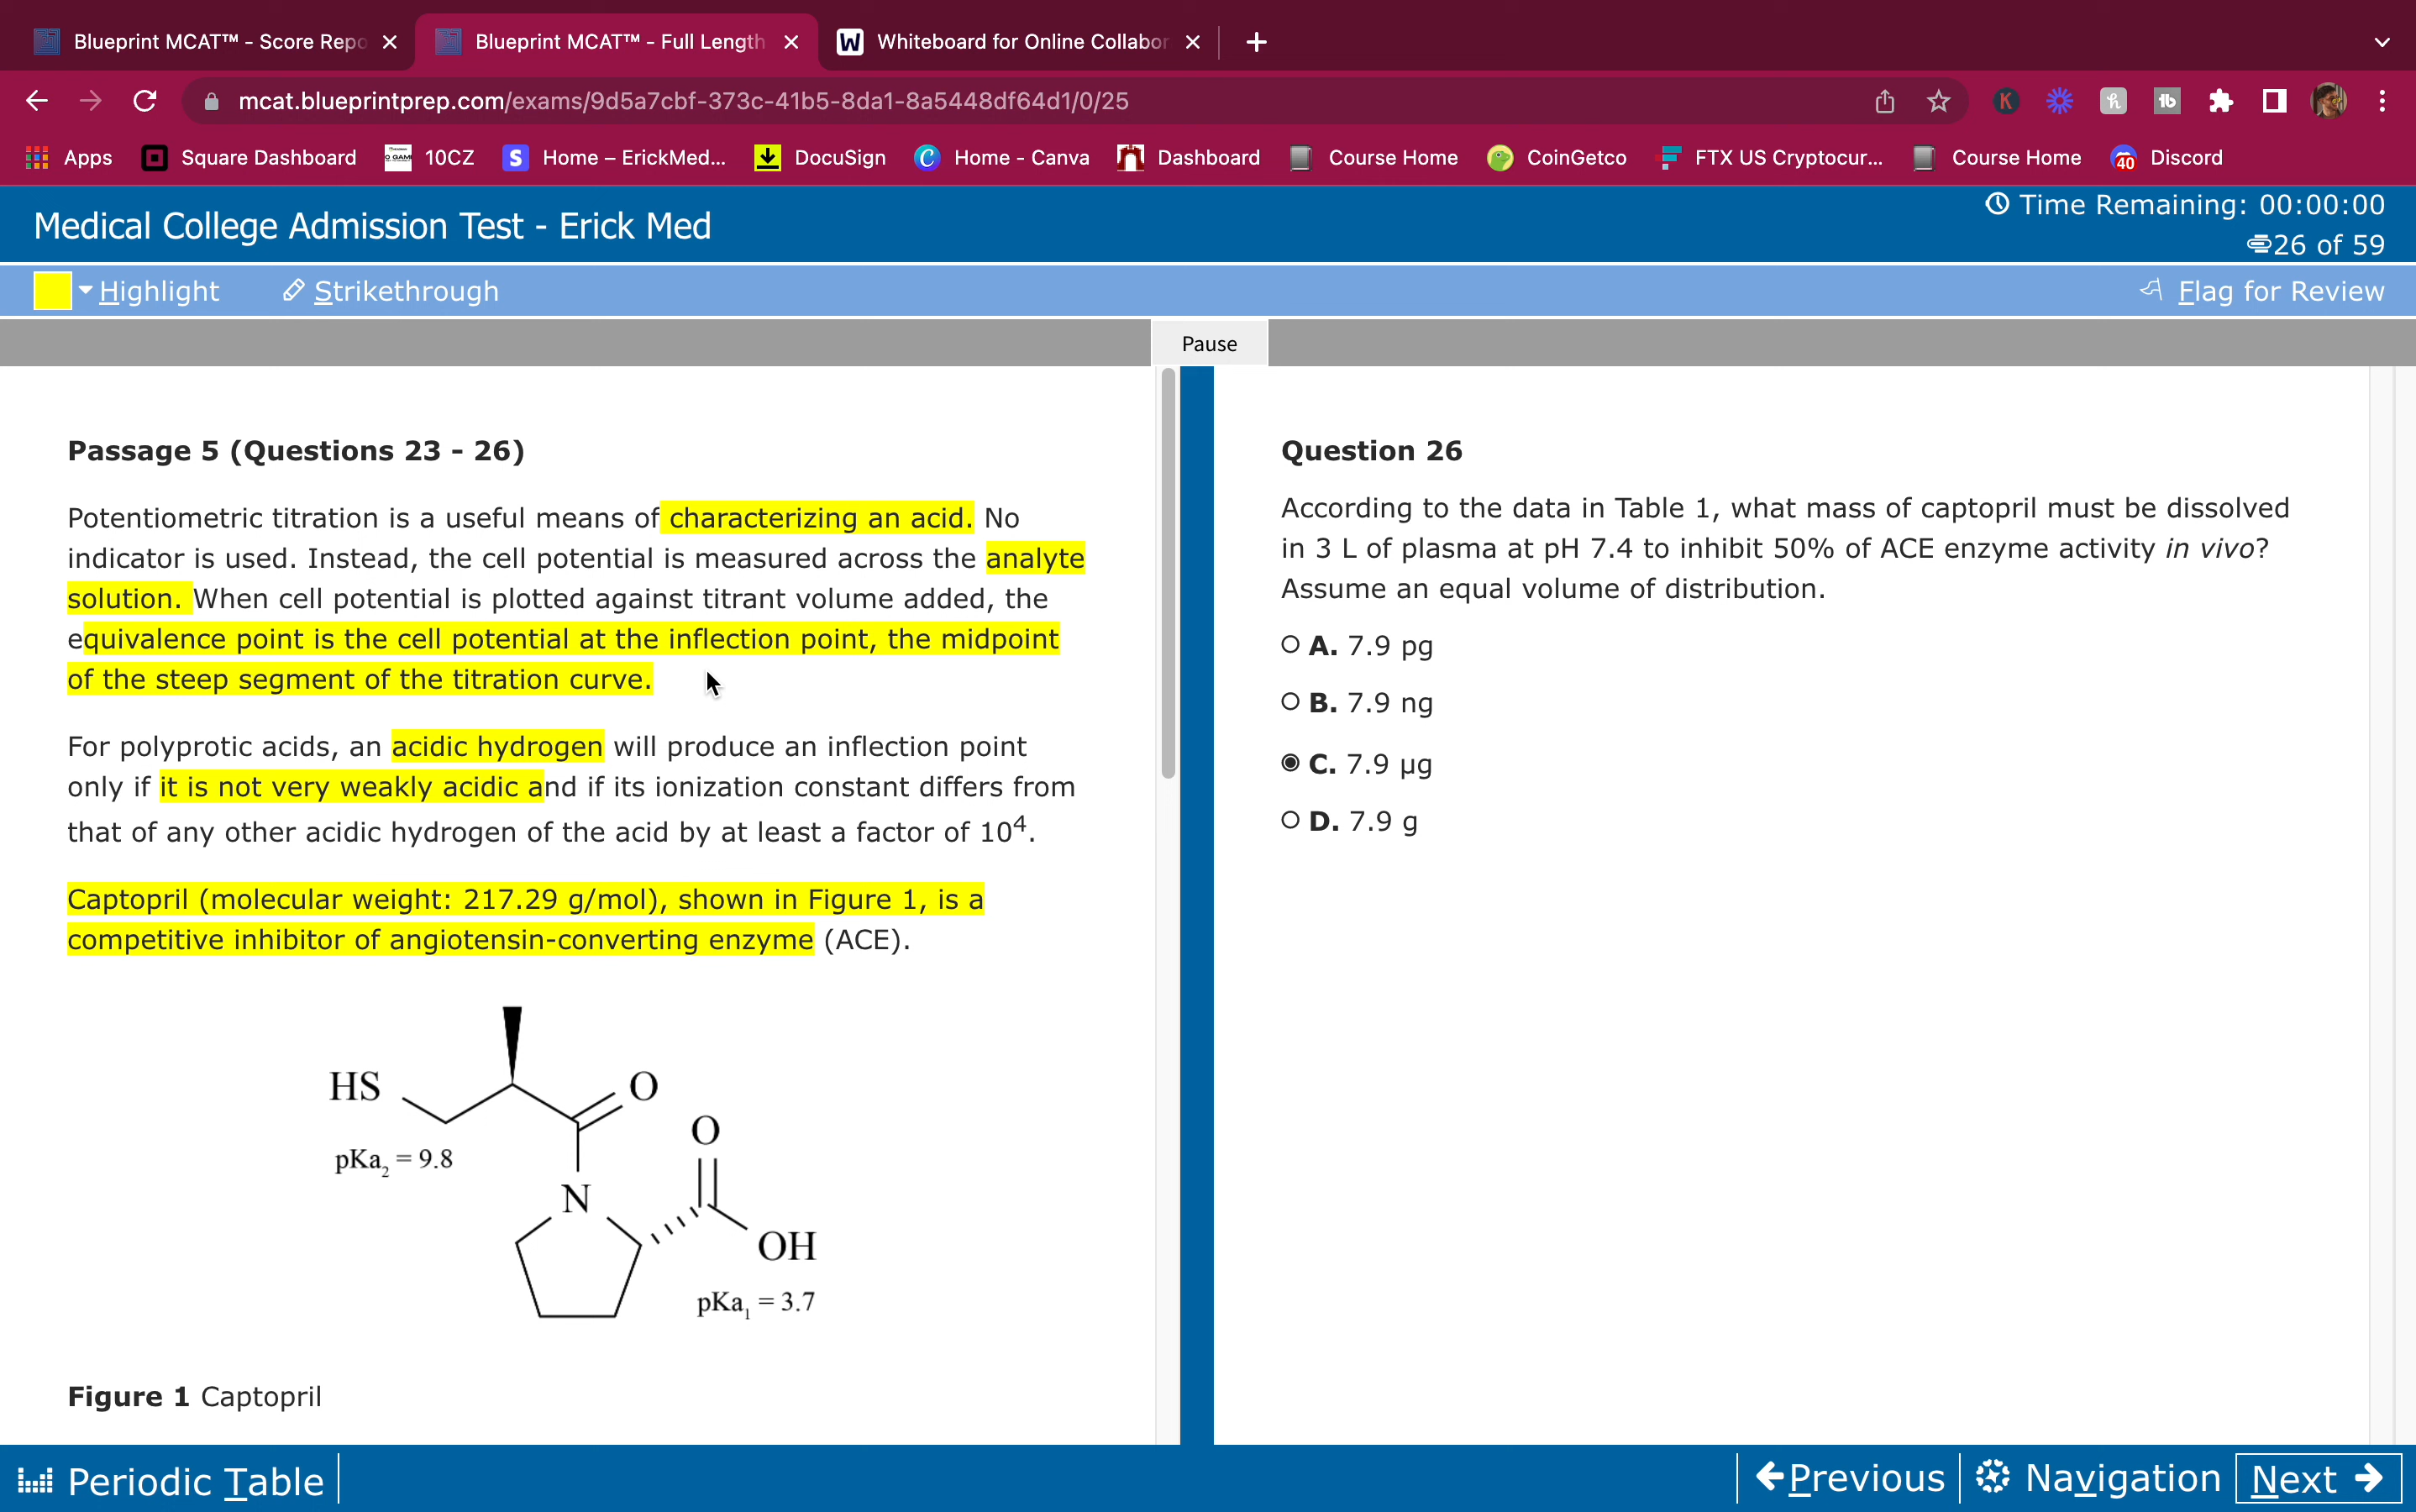 Blueprint MCAT™ - Score Repo
Blueprint MCAT™ - Full Length
Whiteboard for Online Collabor
mcat.blueprintprep.com/exams/9d5a7cbf-373c-41b5-8da1-8a5448df64d1/0/25
Apps
Square Dashboard
10CZ
Home – ErickMed...
DocuSign
Home - Canva
Dashboard
Course Home
CoinGetco
FTX US Cryptocur...
Course Home
40
Discord
Medical College Admission Test - Erick Med
Time Remaining: 00:00:00
26 of 59
Highlight
Strikethrough
Flag for Review
Pause
Passage 5 (Questions 23 - 26)
Potentiometric titration is a useful means of characterizing an acid. No
indicator is used. Instead, the cell potential is measured across the analyte
solution. When cell potential is plotted against titrant volume added, the
equivalence point is the cell potential at the inflection point, the midpoint
of the steep segment of the titration curve.
For polyprotic acids, an acidic hydrogen will produce an inflection point
only if it is not very weakly acidic and if its ionization constant differs from
that of any other acidic hydrogen of the acid by at least a factor of 10⁴.
Captopril (molecular weight: 217.29 g/mol), shown in Figure 1, is a
competitive inhibitor of angiotensin-converting enzyme (ACE).
HS
O
O
pKa₂ = 9.8
N
OH
pKa₁ = 3.7
Figure 1 Captopril
Question 26
According to the data in Table 1, what mass of captopril must be dissolved
in 3 L of plasma at pH 7.4 to inhibit 50% of ACE enzyme activity in vivo?
Assume an equal volume of distribution.
A. 7.9 pg
B. 7.9 ng
C. 7.9 µg
D. 7.9 g
Periodic Table
Previous
Navigation
Next